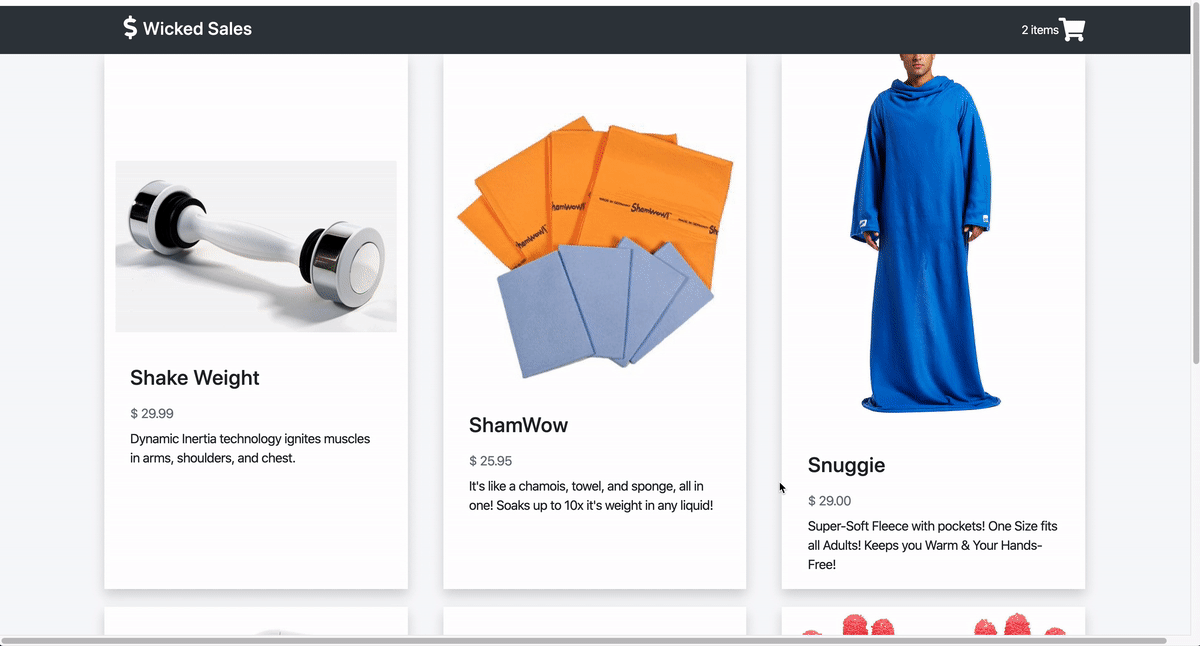 $ Wicked Sales
2 items
Shake Weight
$ 29.99
Dynamic Inertia technology ignites muscles
in arms, shoulders, and chest.
ShamWow!
ShamWow
$ 25.95
It's like a chamois, towel, and sponge, all in
one! Soaks up to 10x it's weight in any liquid!
Snuggie
$ 29.00
Super-Soft Fleece with pockets! One Size fits
all Adults! Keeps you Warm & Your Hands-
Free!